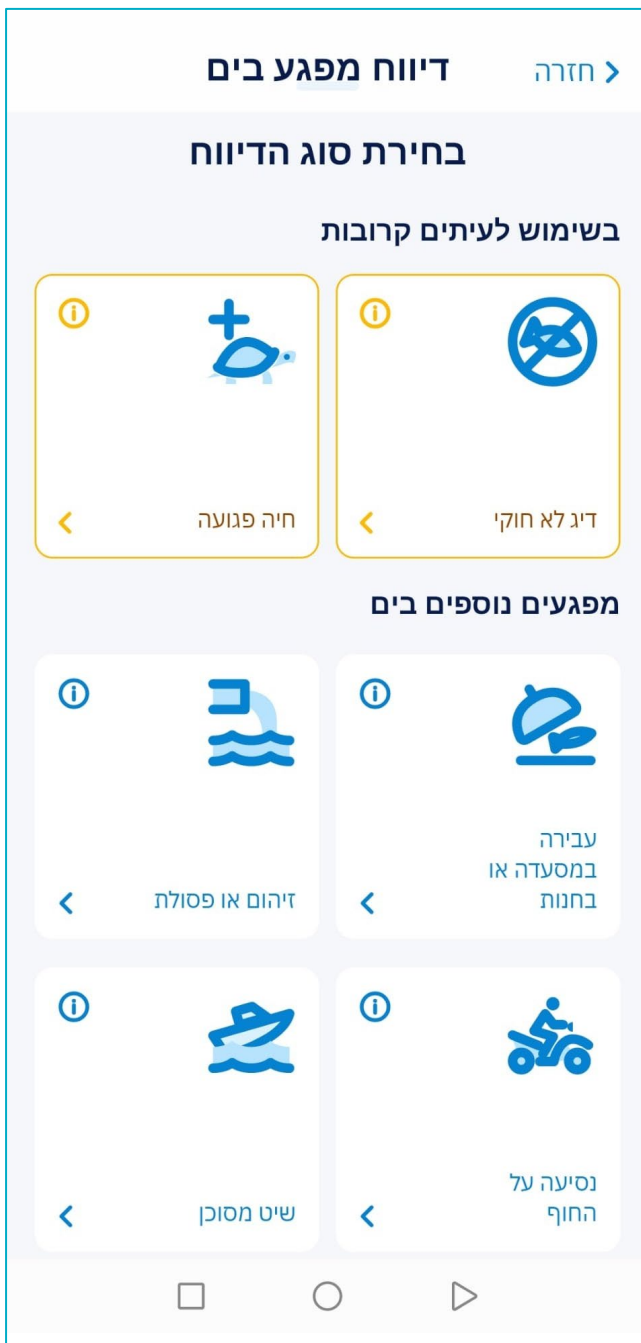 חזרה
דיווח מפגע בים
בחירת סוג הדיווח
בשימוש לעיתים קרובות
דיג לא חוקי
חיה פגועה
מפגעים נוספים בים
עבירה
במסעדה או
בחנות
זיהום או פסולת
נסיעה על
החוף
שיט מסוכן